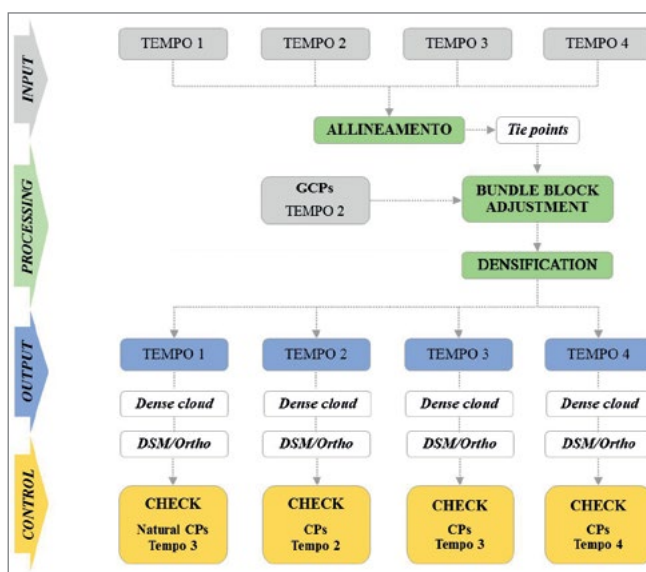 INPUT
TEMPO 1
TEMPO 2
TEMPO 3
TEMPO 4
ALLINEAMENTO
Tie points
PROCESSING
GCPs
TEMPO 2
BUNDLE BLOCK
ADJUSTMENT
DENSIFICATION
OUTPUT
TEMPO 1
TEMPO 2
TEMPO 3
TEMPO 4
Dense cloud
Dense cloud
Dense cloud
Dense cloud
DSM/Ortho
DSM/Ortho
DSM/Ortho
DSM/Ortho
CONTROL
CHECK
Natural CPs
Tempo 3
CHECK
CPs
Tempo 2
CHECK
CPs
Tempo 3
CHECK
CPs
Tempo 4